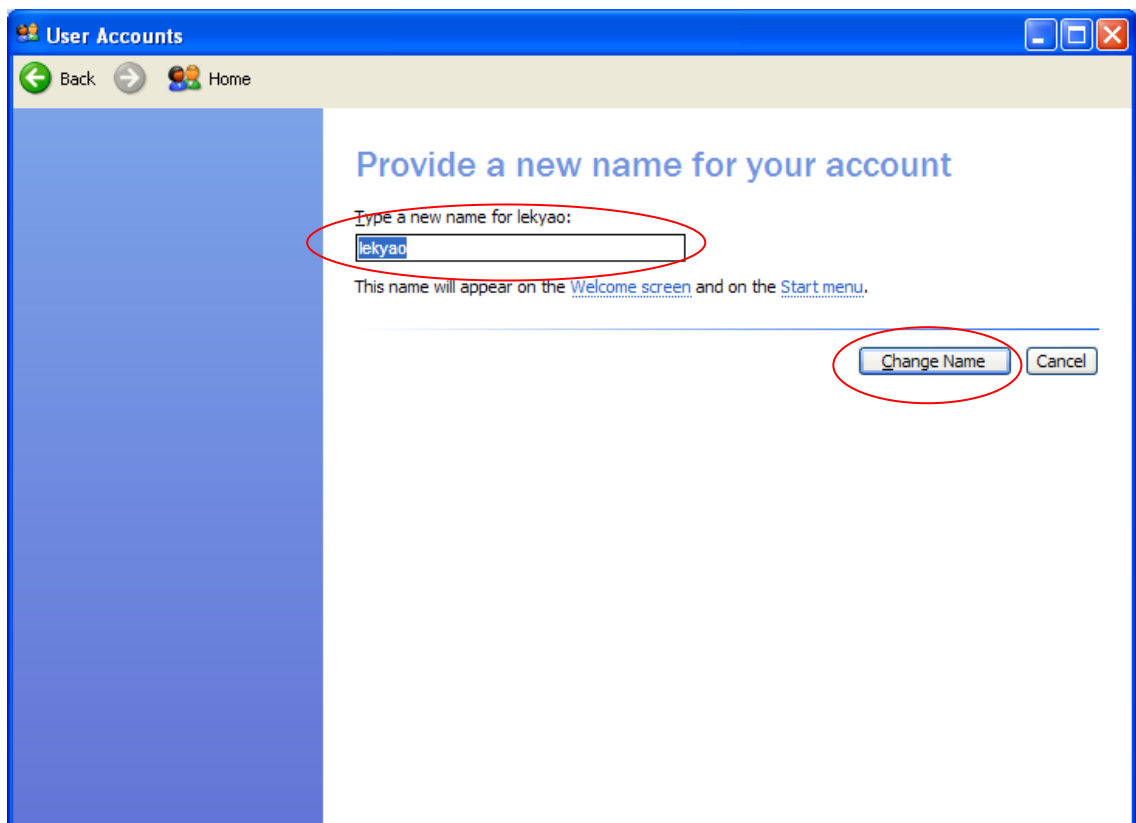 User Accounts
Back Home
Provide a new name for your account
Type a new name for lekyao:
lekyao
This name will appear on the Welcome screen and on the Start menu.
Change Name Cancel